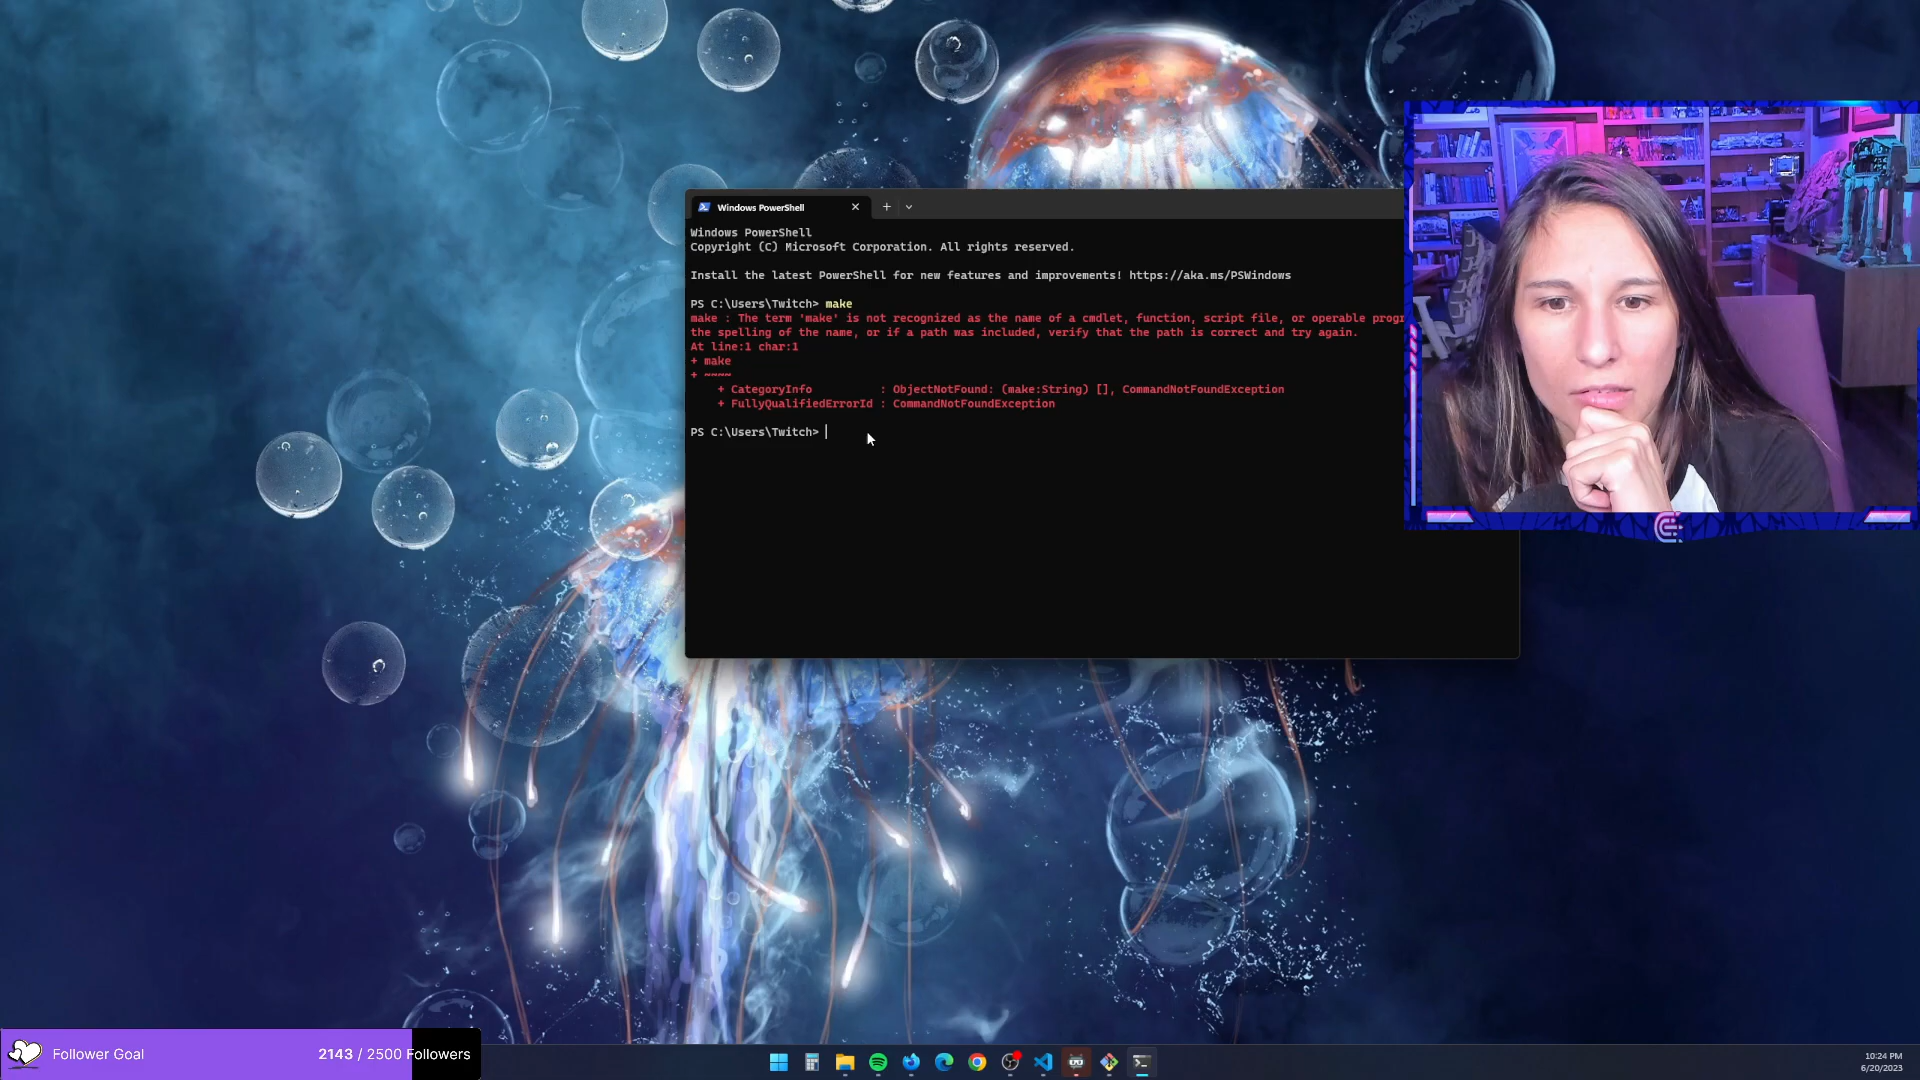 Windows PowerShell
Windows PowerShell
Copyright (C) Microsoft Corporation. All rights reserved.
Install the latest PowerShell for new features and improvements! https://aka.ms/PSWindows
PS C:\Users\Twitch> make
make : The term 'make' is not recognized as the name of a cmdlet, function, script file, or operable progr
the spelling of the name, or if a path was included, verify that the path is correct and try again.
At line:1 char:1
+ make
+ ~~~~
+ CategoryInfo : ObjectNotFound: (make:String) [], CommandNotFoundException
+ FullyQualifiedErrorId : CommandNotFoundException
PS C:\Users\Twitch>
Follower Goal 2143 / 2500 Followers
10:24 PM
6/20/2023